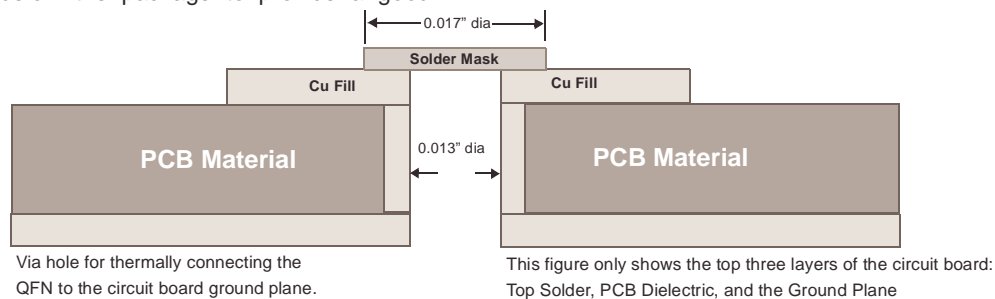 0.017” dia
Solder Mask
Cu Fill
Cu Fill
PCB Material
0.013” dia
PCB Material
Via hole for thermally connecting the
QFN to the circuit board ground plane.
This figure only shows the top three layers of the circuit board:
Top Solder, PCB Dielectric, and the Ground Plane